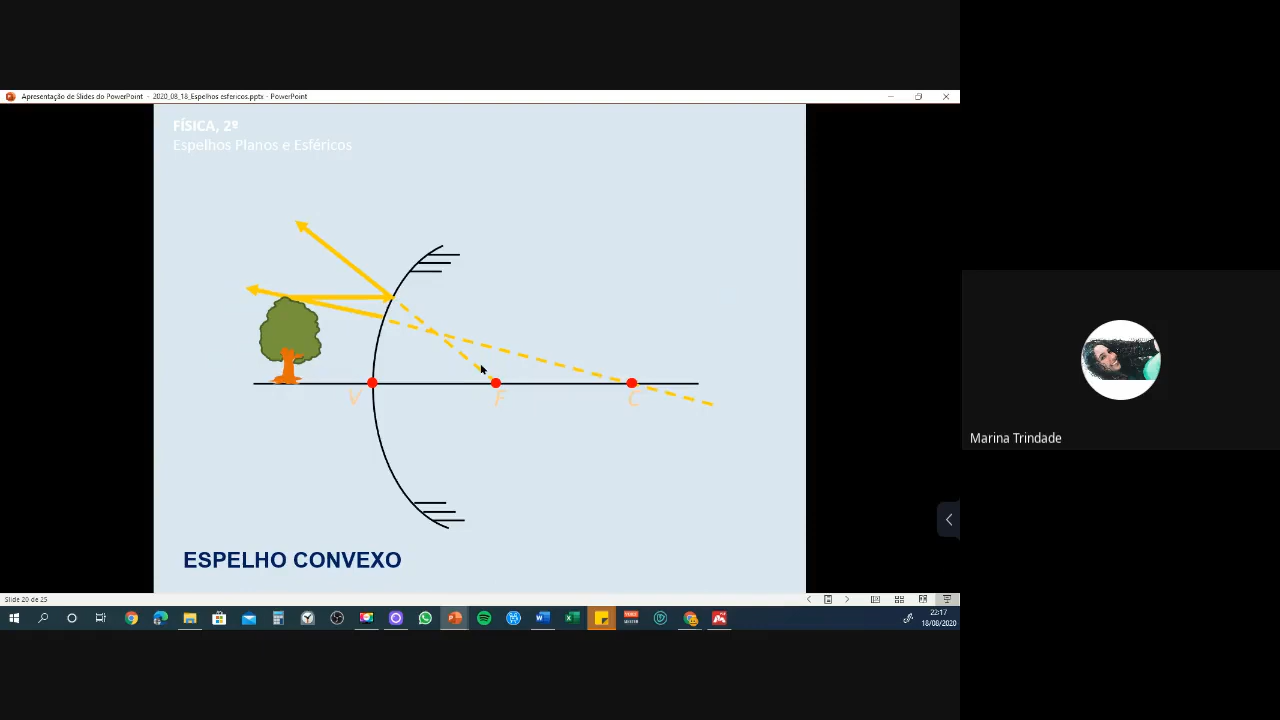 Apresentação de Slides do PowerPoint - 2020_08_18_Espelhos esfericos.pptx - PowerPoint
FÍSICA, 2º
Espelhos Planos e Esféricos
V
F
C
Marina Trindade
ESPELHO CONVEXO
Slide 20 de 25
22:17
18/08/2020